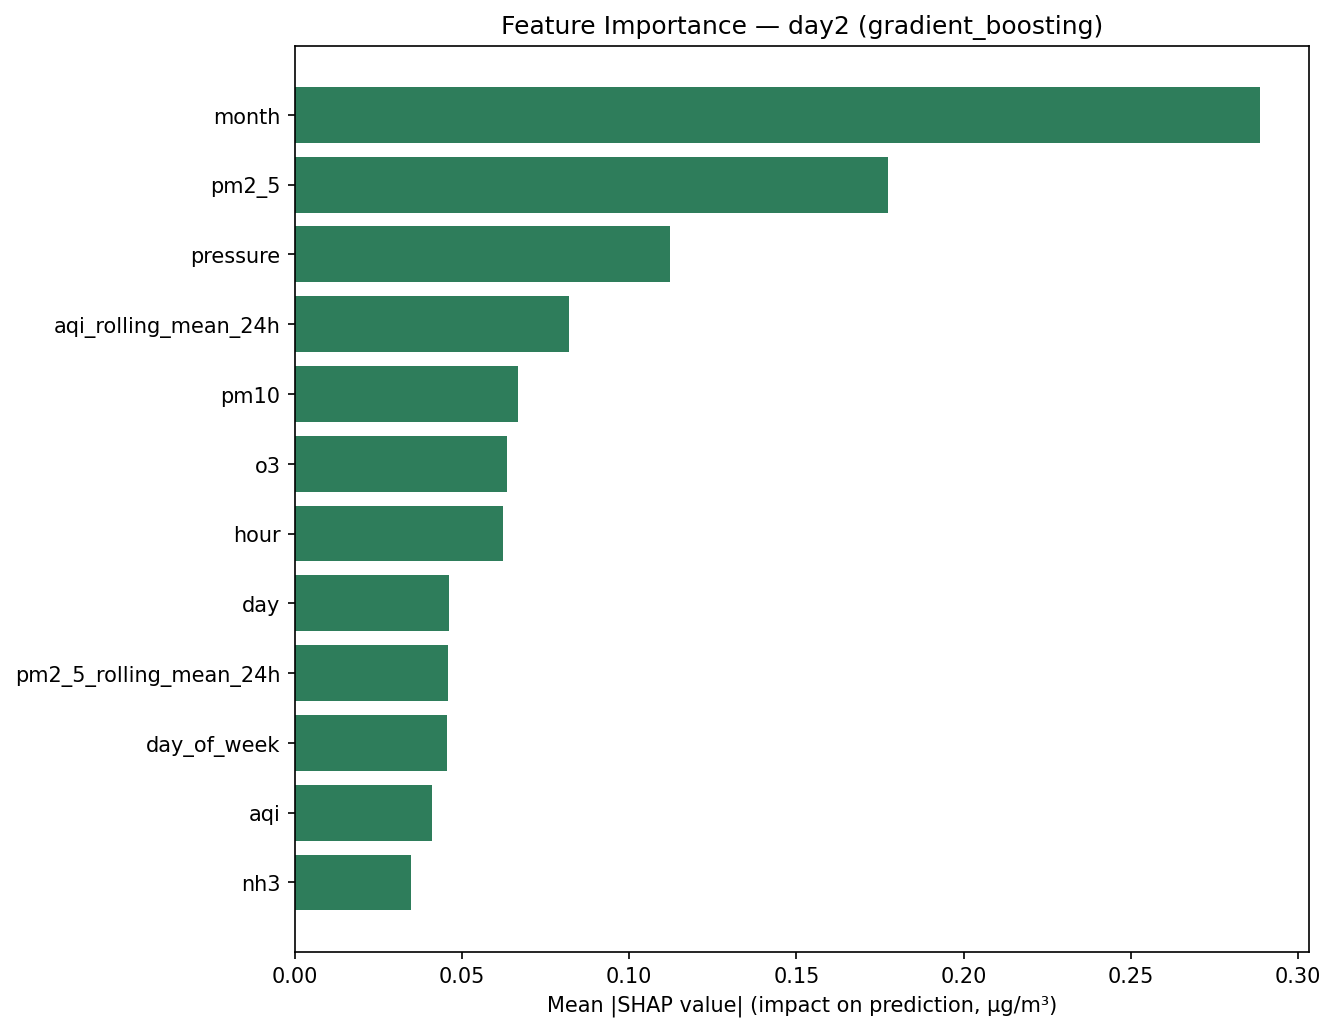 Feature Importance — day2 (gradient_boosting)
month
pm2_5
pressure
aqi_rolling_mean_24h
pm10
o3
hour
day
pm2_5_rolling_mean_24h
day_of_week
aqi
nh3
0.00 0.05 0.10 0.15 0.20 0.25 0.30
Mean |SHAP value| (impact on prediction, µg/m³)